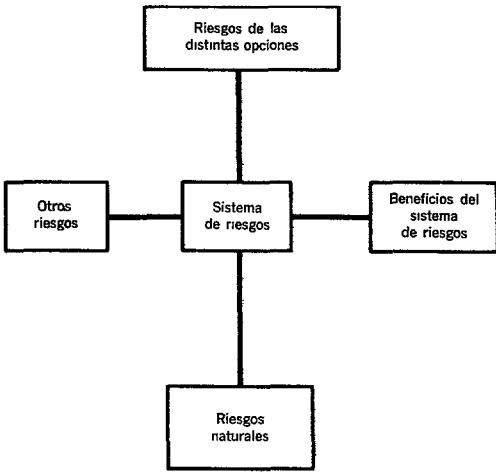 Riesgos de las
distintas opciones
Otros
riesgos
Sistema
de riesgos
Beneficios del
sistema
de riesgos
Riesgos
naturales